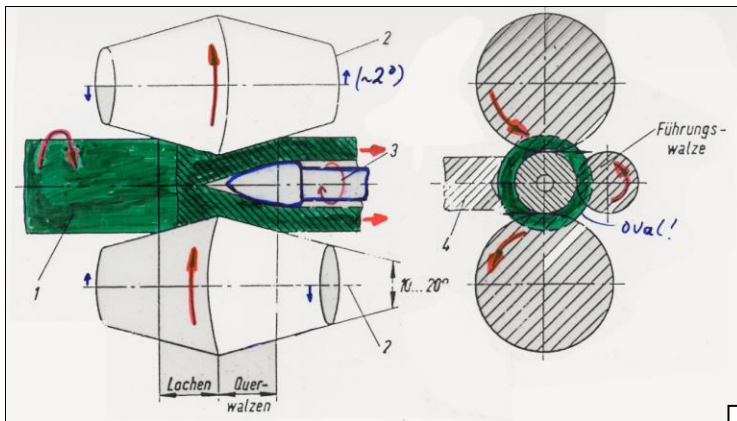 2
(~2°)
3
Führungs-
walze
4
oval!
1
10...20°
2
Lochen
Quer-
walzen